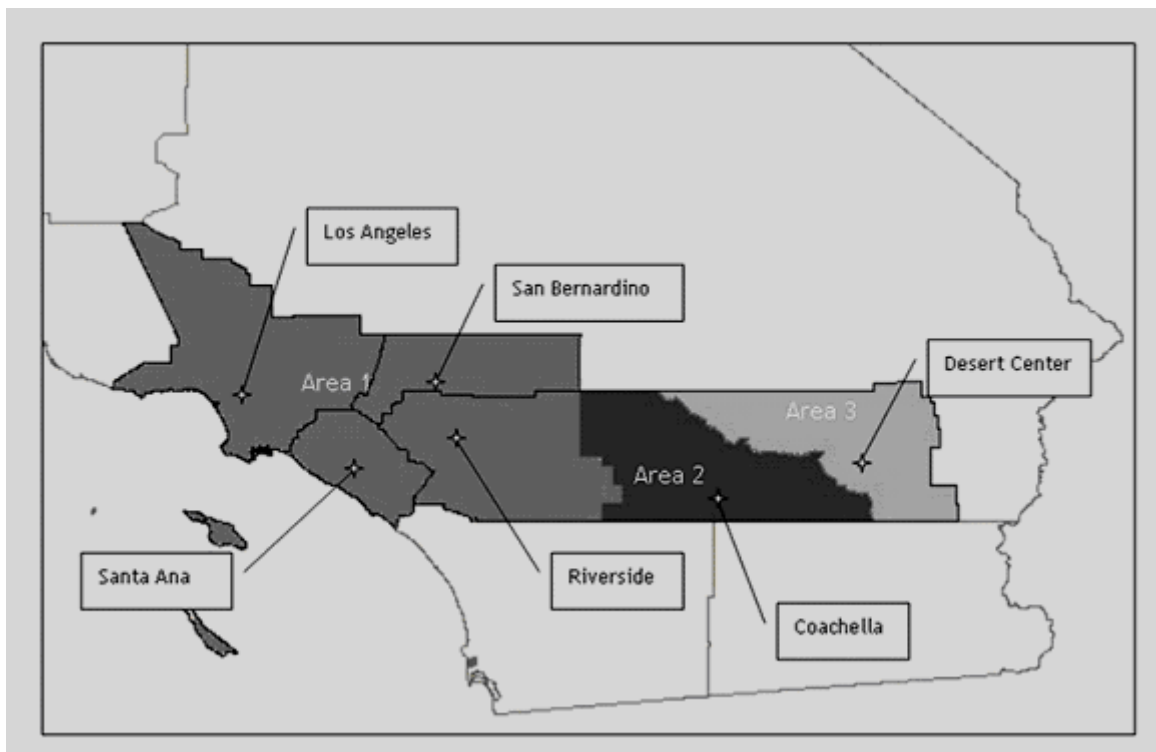 Los Angeles
San Bernardino
Desert Center
Area 1
Area 3
Area 2
Santa Ana
Riverside
Coachella